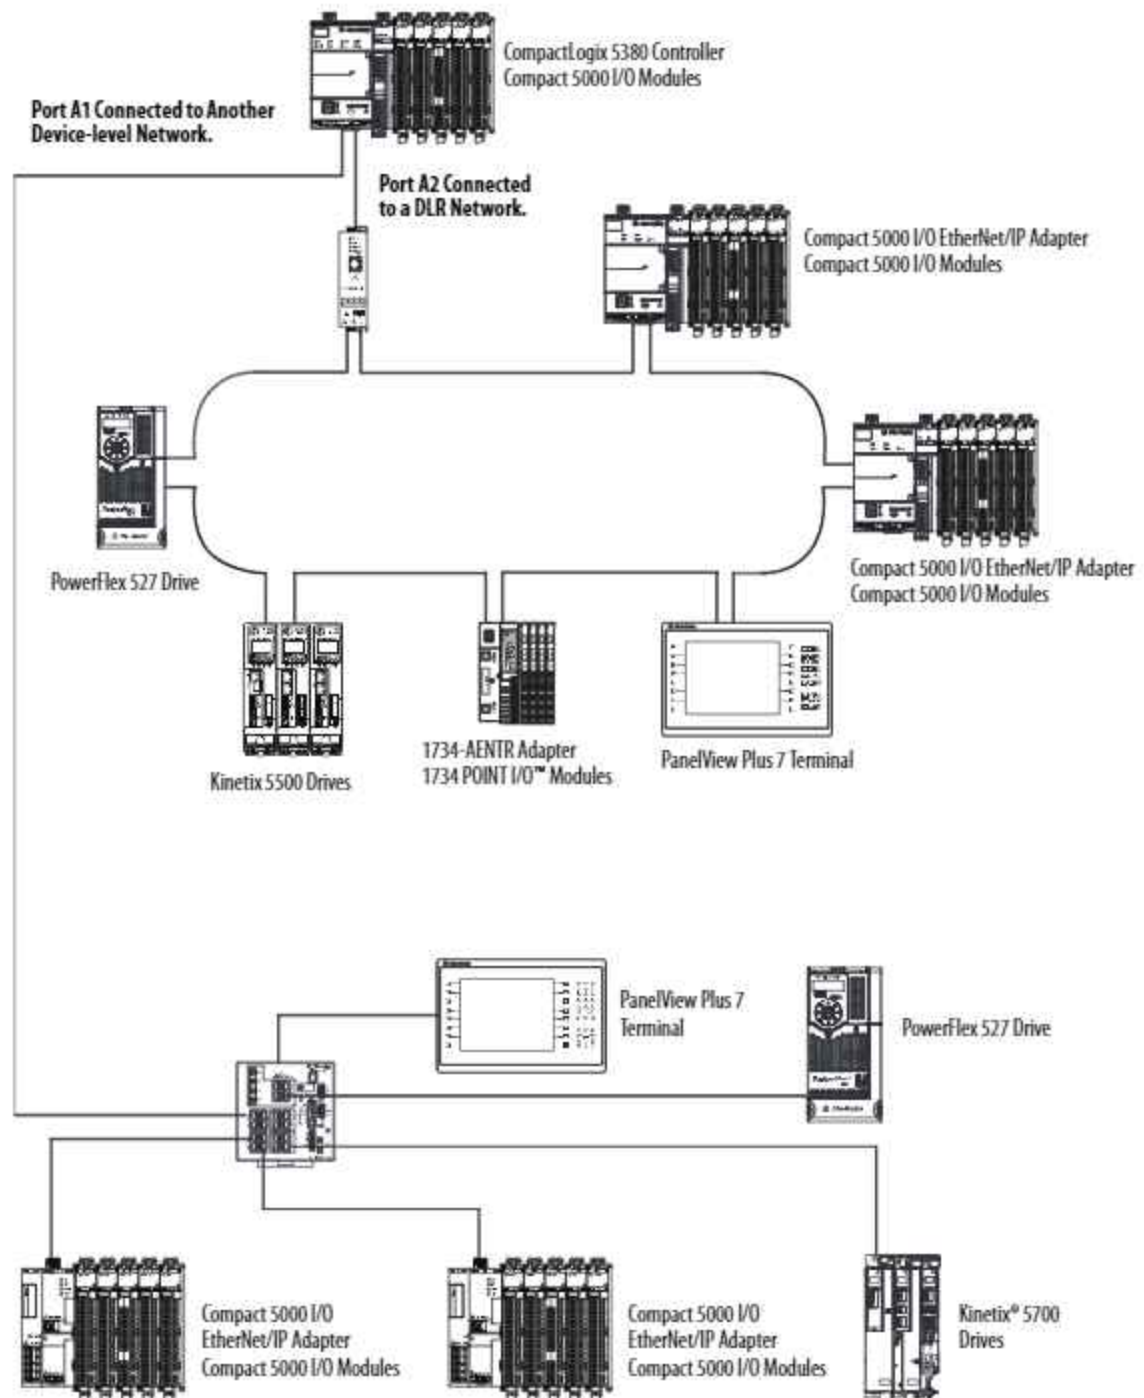 CompactLogix 5380 Controller
Compact 5000 I/O Modules
Port A1 Connected to Another
Device-level Network.
Port A2 Connected
to a DLR Network.
Compact 5000 I/O EtherNet/IP Adapter
Compact 5000 I/O Modules
PowerFlex 527 Drive
Compact 5000 I/O EtherNet/IP Adapter
Compact 5000 I/O Modules
Kinetix 5500 Drives
1734-AENTR Adapter
1734 POINT I/O™ Modules
PanelView Plus 7 Terminal
PanelView Plus 7
Terminal
PowerFlex 527 Drive
Compact 5000 I/O
EtherNet/IP Adapter
Compact 5000 I/O Modules
Compact 5000 I/O
EtherNet/IP Adapter
Compact 5000 I/O Modules
Kinetix® 5700
Drives